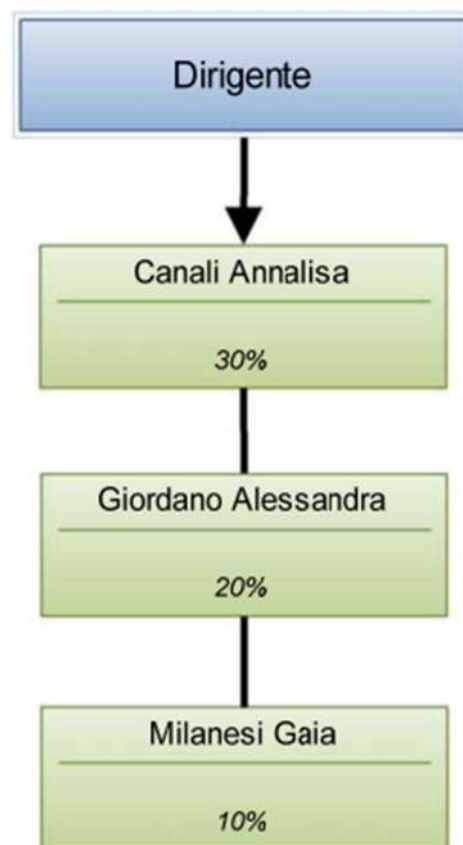 Dirigente
Canali Annalisa
30%
Giordano Alessandra
20%
Milanesi Gaia
10%